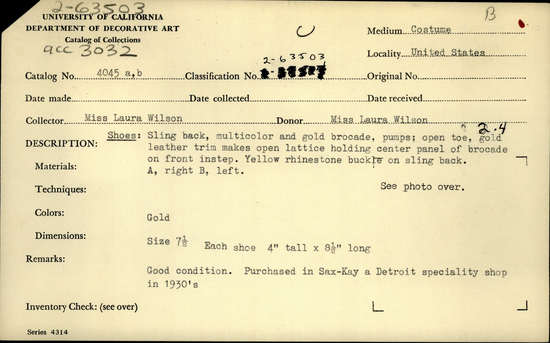 2-63503
B
UNIVERSITY OF CALIFORNIA
DEPARTMENT OF DECORATIVE ART
Catalog of Collections
acc 3032
Medium Costume
Locality United States
2-63503
Catalog No. 4045 a,b Classification No. Original No.
Date made Date collected Date received
Collector Miss Laura Wilson Donor Miss Laura Wilson
2.4
DESCRIPTION: Shoes: Sling back, multicolor and gold brocade, pumps; open toe, gold
leather trim makes open lattice holding center panel of brocade
on front instep. Yellow rhinestone buckle on sling back.
Materials: A, right B, left.
See photo over.
Techniques:
Colors: Gold
Dimensions: Size 7½ Each shoe 4" tall x 8½" long
Remarks: Good condition. Purchased in Sax-Kay a Detroit speciality shop
in 1930's
Inventory Check: (see over)
Series 4314